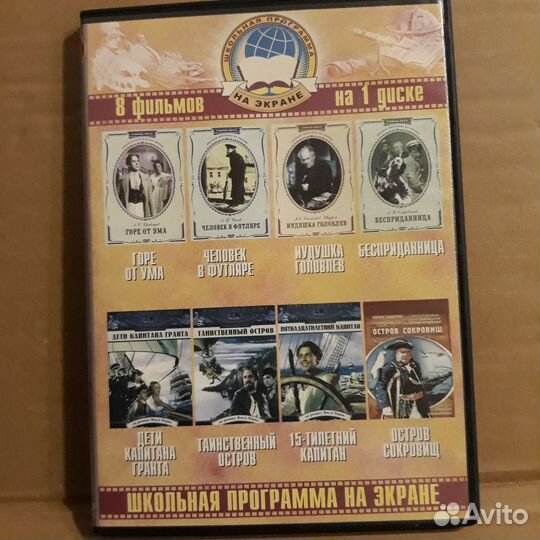 ШКОЛЬНАЯ ПРОГРАММА
НА ЭКРАНЕ
8 фильмов
на 1 диске
ГОРЕ ОТ УМА
ЧЕЛОВЕК В ФУТЛЯРЕ
ИУДУШКА ГОЛОВЛЕВ
БЕСПРИДАННИЦА
ГОРЕ
ОТ УМА
ЧЕЛОВЕК
В ФУТЛЯРЕ
ИУДУШКА
ГОЛОВЛЕВ
БЕСПРИДАННИЦА
ДЕТИ КАПИТАНА ГРАНТА
ТАИНСТВЕННЫЙ ОСТРОВ
ПЯТНАДЦАТИЛЕТНИЙ КАПИТАН
ОСТРОВ СОКРОВИЩ
ДЕТИ
КАПИТАНА
ГРАНТА
ТАИНСТВЕННЫЙ
ОСТРОВ
15-ТИЛЕТНИЙ
КАПИТАН
ОСТРОВ
СОКРОВИЩ
ШКОЛЬНАЯ ПРОГРАММА НА ЭКРАНЕ
Avito